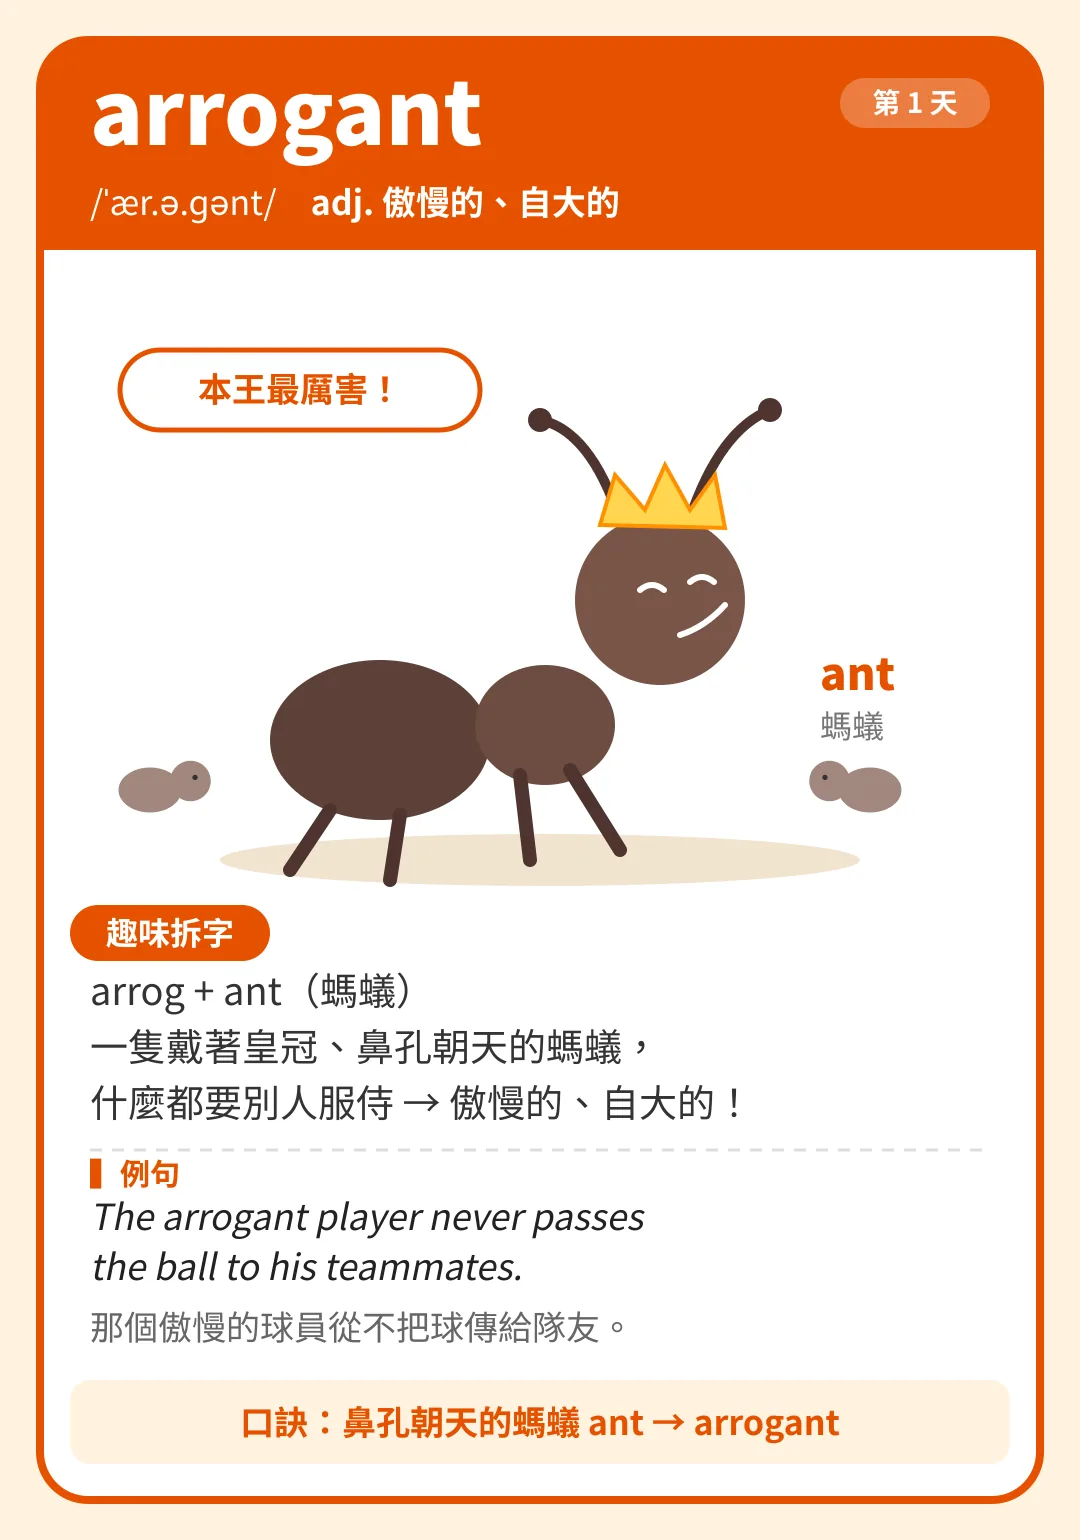 arrogant
第 1 天
/ˈær.ə.gənt/ adj. 傲慢的、自大的
本王最厲害！
ant
螞蟻
趣味拆字
arrog + ant（螞蟻）
一隻戴著皇冠、鼻孔朝天的螞蟻，
什麼都要別人服侍 → 傲慢的、自大的！
例句
The arrogant player never passes
the ball to his teammates.
那個傲慢的球員從不把球傳給隊友。
口訣：鼻孔朝天的螞蟻 ant → arrogant